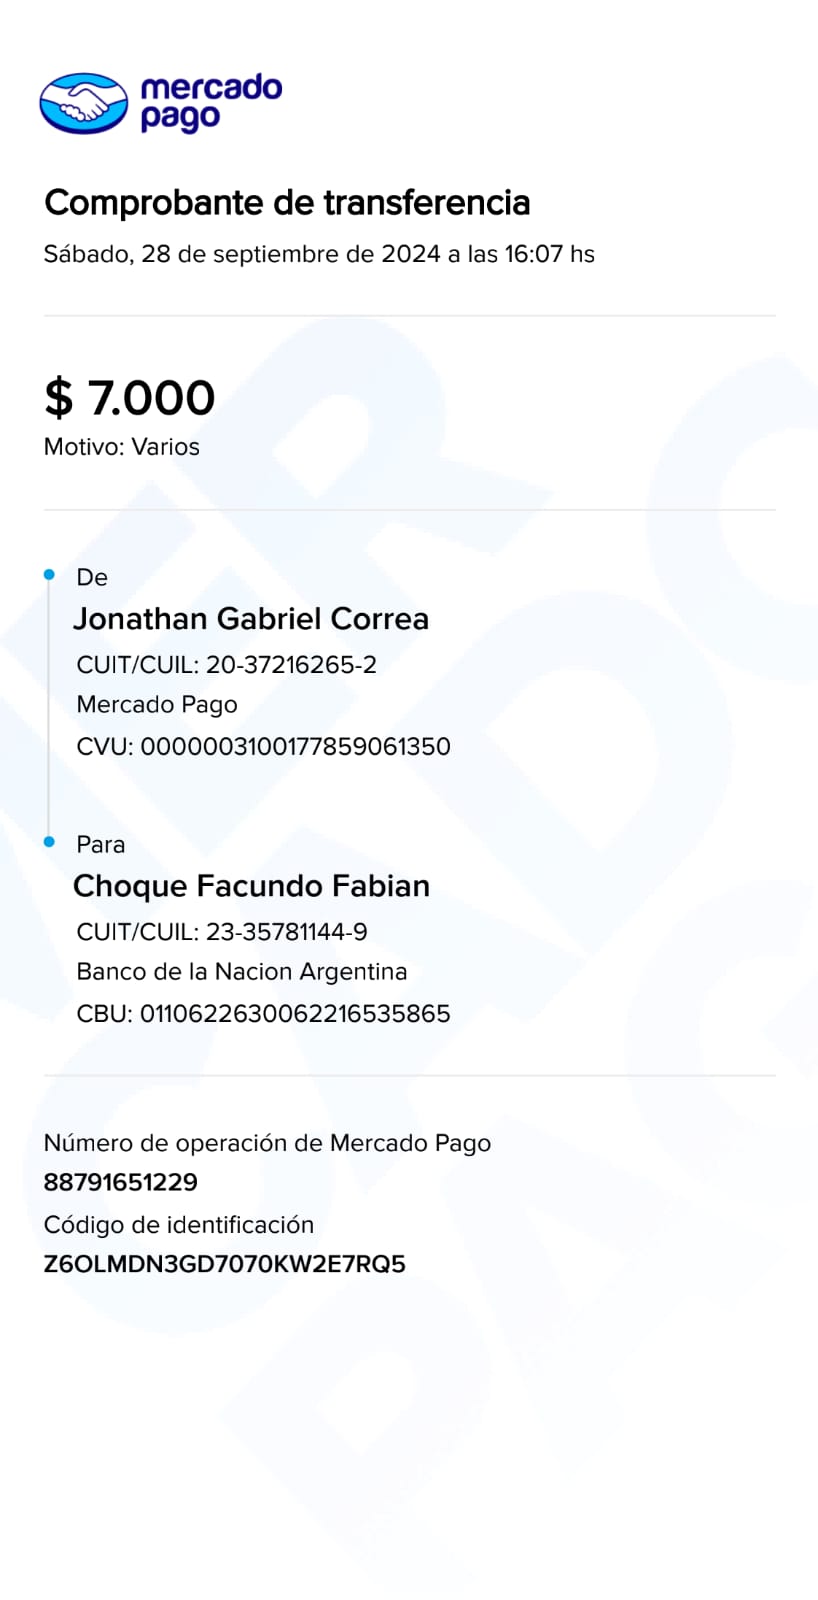 mercado
pago
Comprobante de transferencia
Sábado, 28 de septiembre de 2024 a las 16:07 hs
$ 7.000
Motivo: Varios
De
Jonathan Gabriel Correa
CUIT/CUIL: 20-37216265-2
Mercado Pago
CVU: 0000003100177859061350
Para
Choque Facundo Fabian
CUIT/CUIL: 23-35781144-9
Banco de la Nacion Argentina
CBU: 0110622630062216535865
Número de operación de Mercado Pago
88791651229
Código de identificación
Z6OLMDN3GD7070KW2E7RQ5